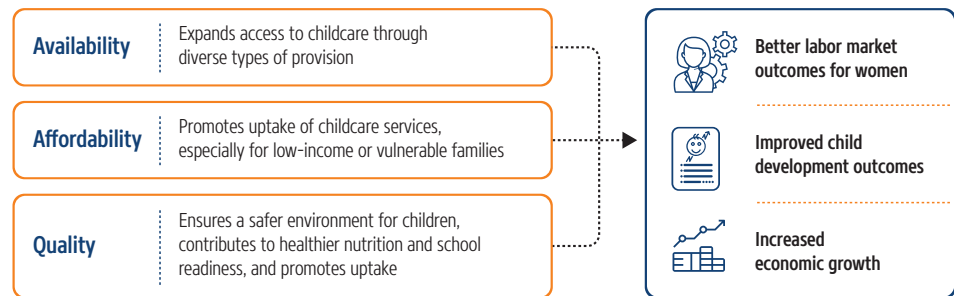 Availability
Expands access to childcare through
diverse types of provision
Affordability
Promotes uptake of childcare services,
especially for low-income or vulnerable families
Quality
Ensures a safer environment for children,
contributes to healthier nutrition and school
readiness, and promotes uptake
Better labor market
outcomes for women
Improved child
development outcomes
Increased
economic growth